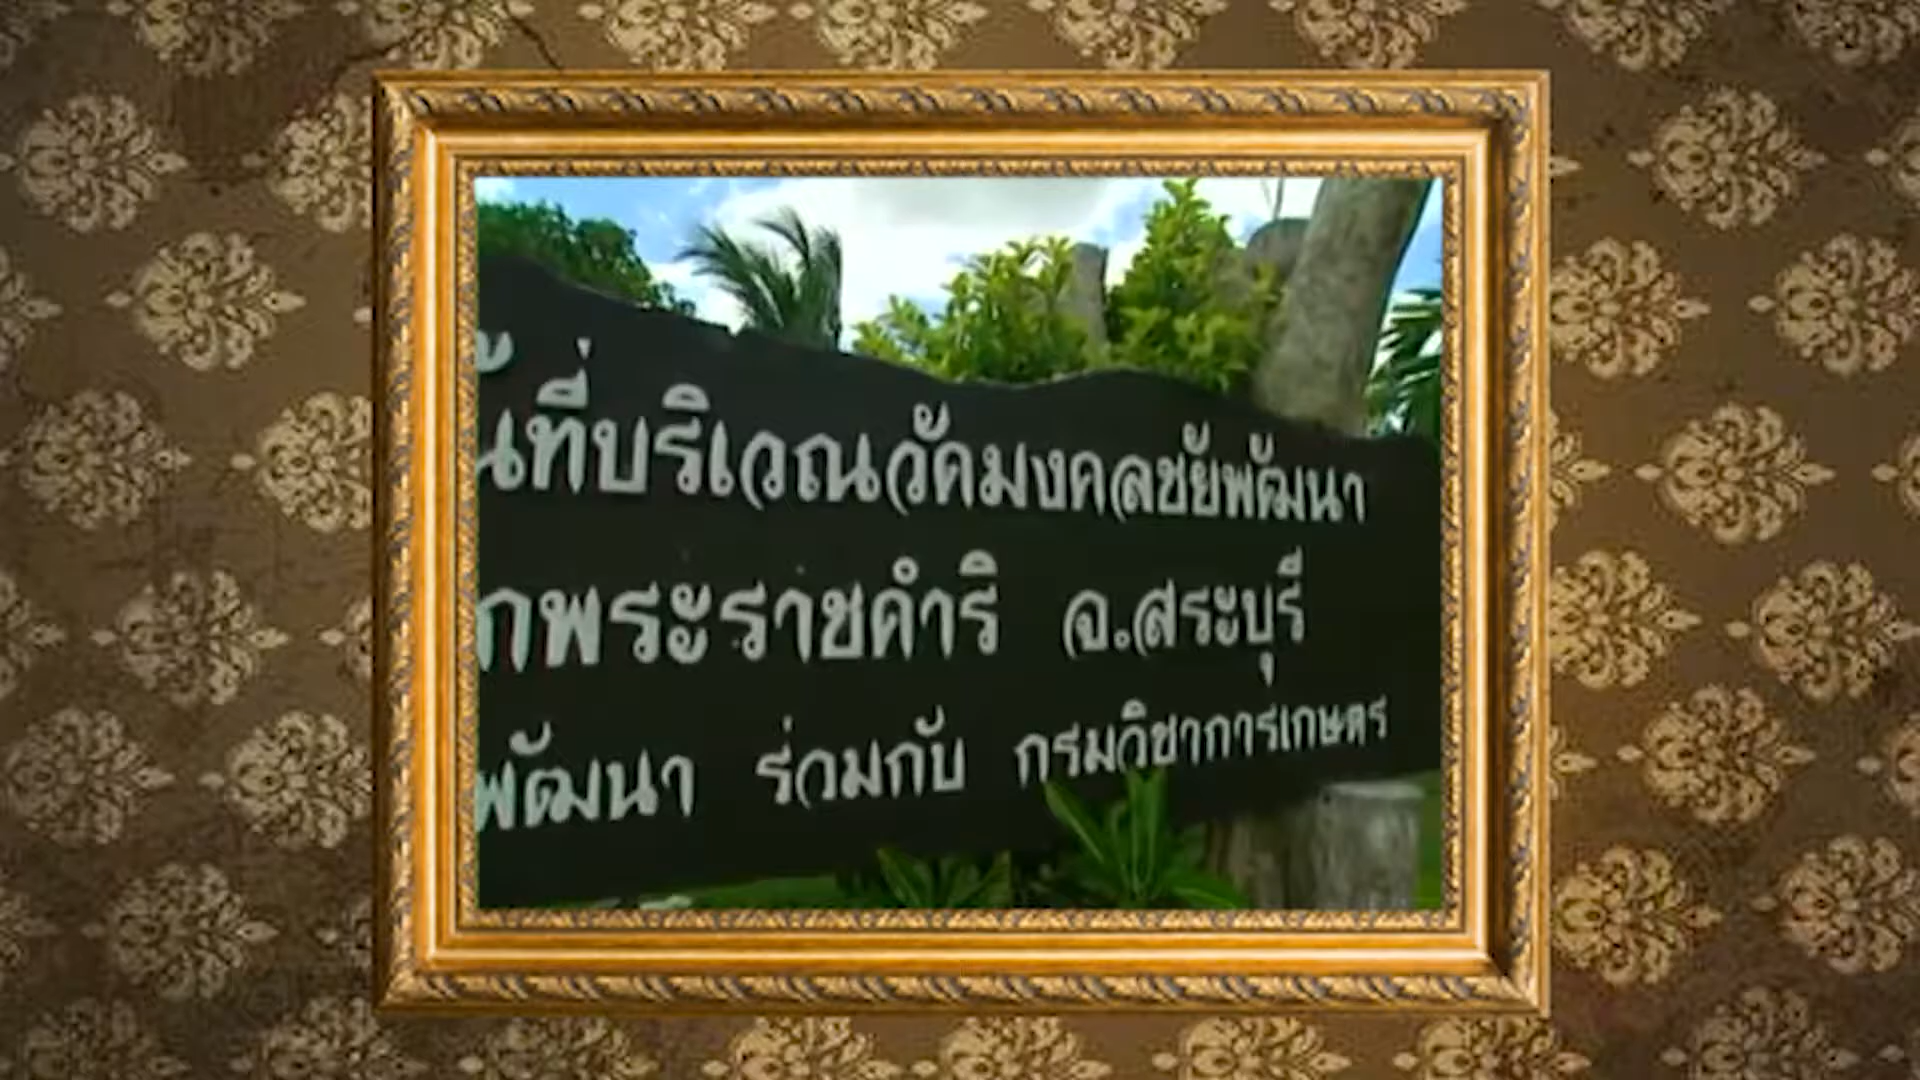 ที่บริเวณวัดมงคลชัยพัฒนา
พระราชดำริ จ.สระบุรี
พัฒนา ร่วมกับ กรมวิชาการเกษตร